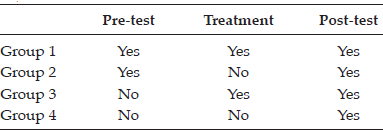 Pre-test Treatment Post-test
Group 1 Yes Yes Yes
Group 2 Yes No Yes
Group 3 No Yes Yes
Group 4 No No Yes